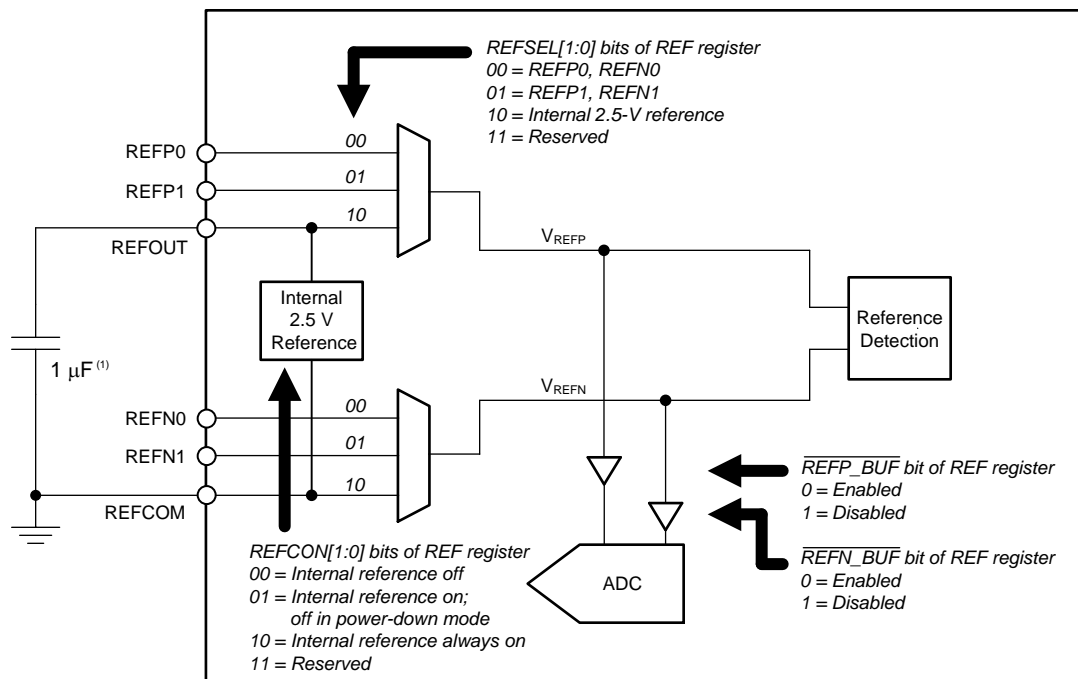 REFSEL[1:0] bits of REF register
00 = REFP0, REFN0
01 = REFP1, REFN1
10 = Internal 2.5-V reference
11 = Reserved
REFP0
00
REFP1
01
REFOUT
10
VREFP
Internal
2.5 V
Reference
Reference
Detection
1 μF (1)
VREFN
REFN0
00
REFN1
01
REFCOM
10
REFP_BUF bit of REF register
0 = Enabled
1 = Disabled
REFN_BUF bit of REF register
0 = Enabled
1 = Disabled
REFCON[1:0] bits of REF register
00 = Internal reference off
01 = Internal reference on;
off in power-down mode
10 = Internal reference always on
11 = Reserved
ADC